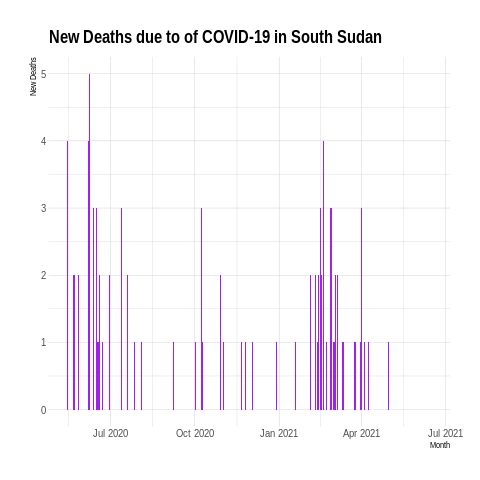 New Deaths due to of COVID-19 in South Sudan
New Deaths
5
4
3
2
1
0
Jul 2020 Oct 2020 Jan 2021 Apr 2021 Jul 2021
Month